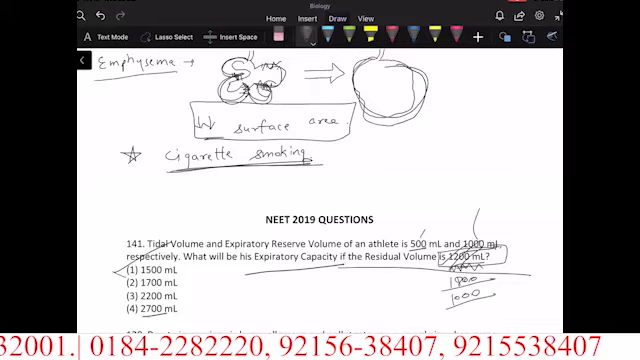 Biology
Home Insert Draw View
Text Mode Lasso Select Insert Space
Emphysema →
↓ surface area
☆ Cigarette smoking
NEET 2019 QUESTIONS
141. Tidal Volume and Expiratory Reserve Volume of an athlete is 500 mL and 1000 mL
respectively. What will be his Expiratory Capacity if the Residual Volume is 1200 mL?
(1) 1500 mL
(2) 1700 mL
(3) 2200 mL
(4) 2700 mL
1000
32001.| 0184-2282220, 92156-38407, 9215538407